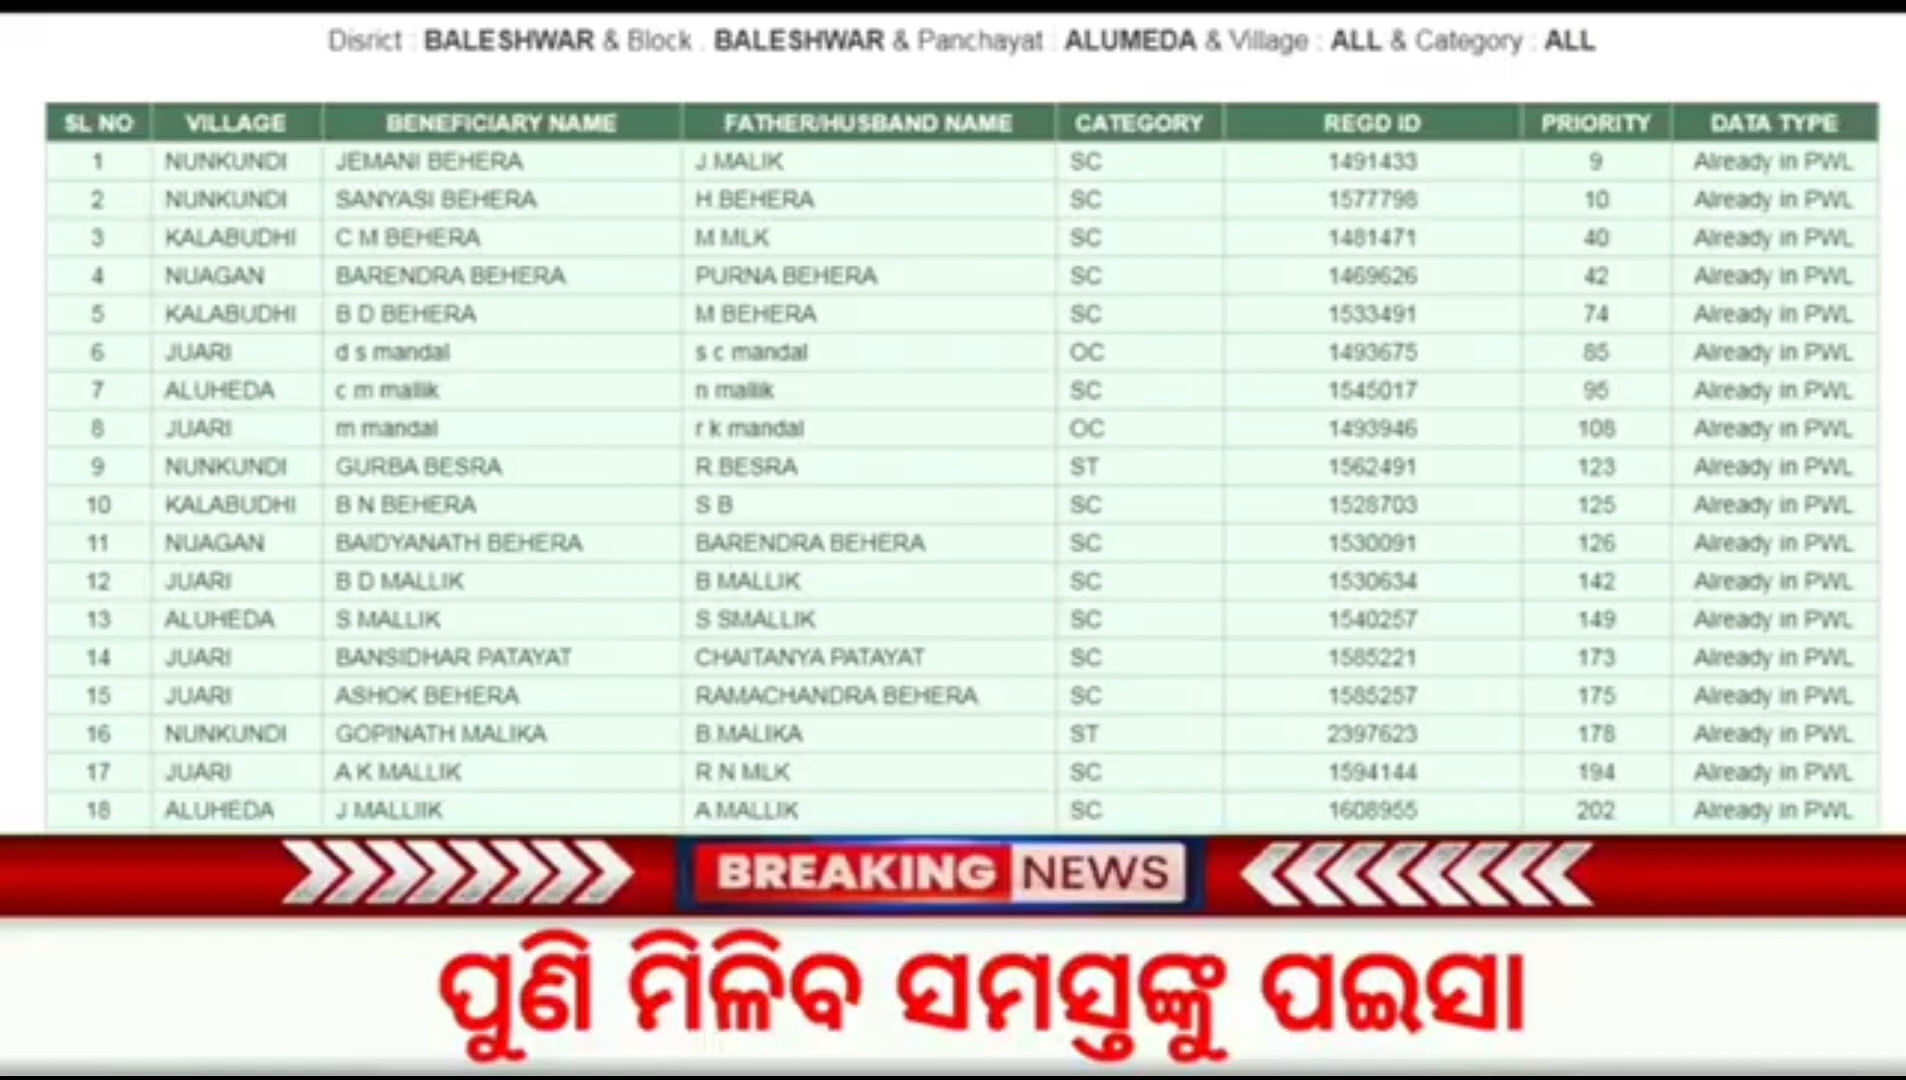 Disrict : BALESHWAR & Block : BALESHWAR & Panchayat : ALUMEDA & Village : ALL & Category : ALL
SL NO VILLAGE BENEFICIARY NAME FATHER/HUSBAND NAME CATEGORY REGD ID PRIORITY DATA TYPE
1 NUNKUNDI JEMANI BEHERA J.MALIK SC 1491433 9 Already in PWL
2 NUNKUNDI SANYASI BEHERA H.BEHERA SC 1577798 10 Already in PWL
3 KALABUDHI C M BEHERA M MLK SC 1481471 40 Already in PWL
4 NUAGAN BARENDRA BEHERA PURNA BEHERA SC 1469626 42 Already in PWL
5 KALABUDHI B D BEHERA M BEHERA SC 1533491 74 Already in PWL
6 JUARI d s mandal s c mandal OC 1493675 85 Already in PWL
7 ALUHEDA c m mallik n mallik SC 1545017 95 Already in PWL
8 JUARI m mandal r k mandal OC 1493946 108 Already in PWL
9 NUNKUNDI GURBA BESRA R.BESRA ST 1562491 123 Already in PWL
10 KALABUDHI B N BEHERA S B SC 1528703 125 Already in PWL
11 NUAGAN BAIDYANATH BEHERA BARENDRA BEHERA SC 1530091 126 Already in PWL
12 JUARI B D MALLIK B MALLIK SC 1530634 142 Already in PWL
13 ALUHEDA S MALLIK S SMALLIK SC 1540257 149 Already in PWL
14 JUARI BANSIDHAR PATAYAT CHAITANYA PATAYAT SC 1585221 173 Already in PWL
15 JUARI ASHOK BEHERA RAMACHANDRA BEHERA SC 1585257 175 Already in PWL
16 NUNKUNDI GOPINATH MALIKA B.MALIKA ST 2397623 178 Already in PWL
17 JUARI A K MALLIK R N MLK SC 1594144 194 Already in PWL
18 ALUHEDA J MALLIIK A MALLIK SC 1608955 202 Already in PWL
BREAKING NEWS
ପୁଣି ମିଳିବ ସମସ୍ତଙ୍କୁ ପଇସା